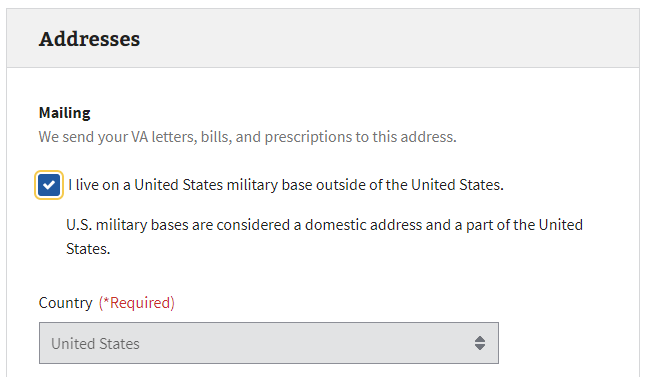 Addresses
Mailing
We send your VA letters, bills, and prescriptions to this address.
I live on a United States military base outside of the United States.
U.S. military bases are considered a domestic address and a part of the United
States.
Country (*Required)
United States